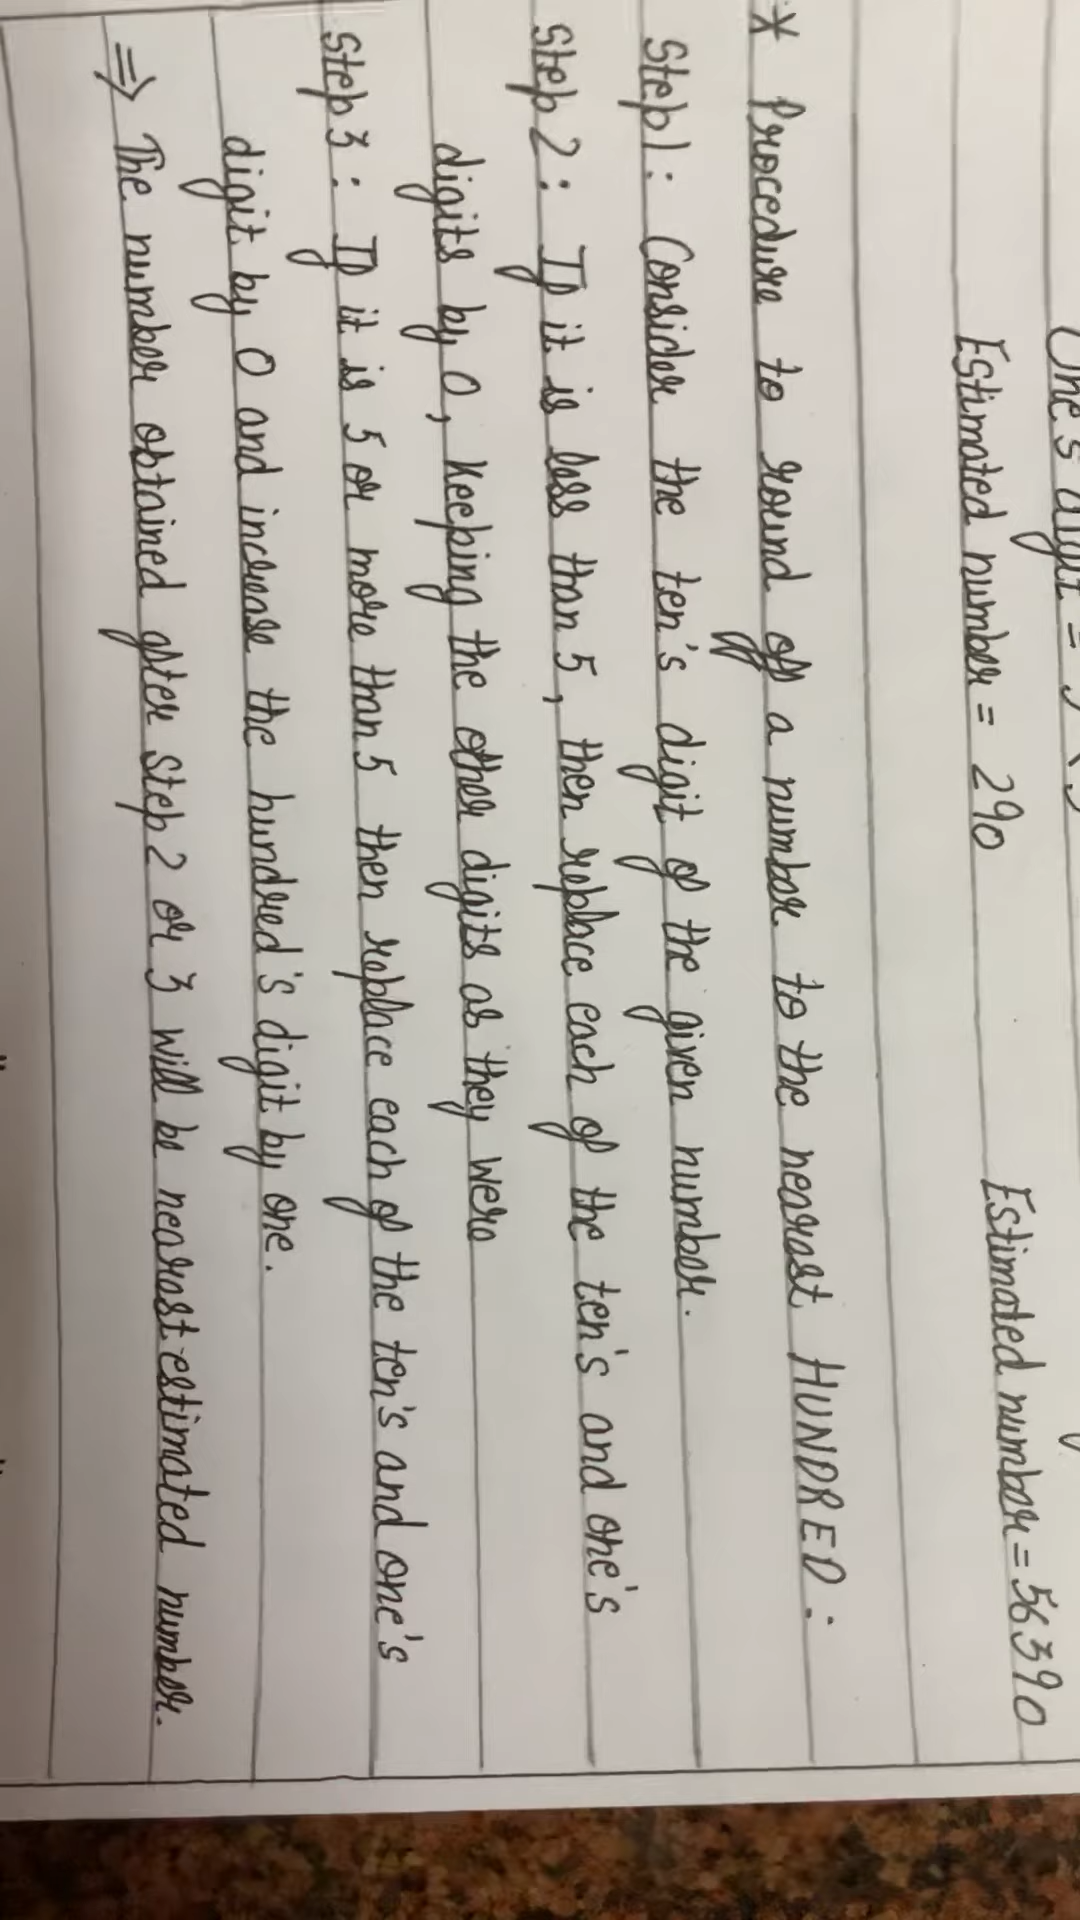 One's digit =
Estimated number = 290 Estimated number = 56390
* Procedure to round off a number to the nearest HUNDRED :
Step 1 : Consider the ten's digit of the given number.
Step 2 : If it is less than 5, then replace each of the ten's and one's
digits by 0, keeping the other digits as they were
Step 3 : If it is 5 or more than 5 then replace each of the ten's and one's
digit by 0 and increase the hundred's digit by one.
⇒ The number obtained after step 2 or 3 will be nearest estimated number.